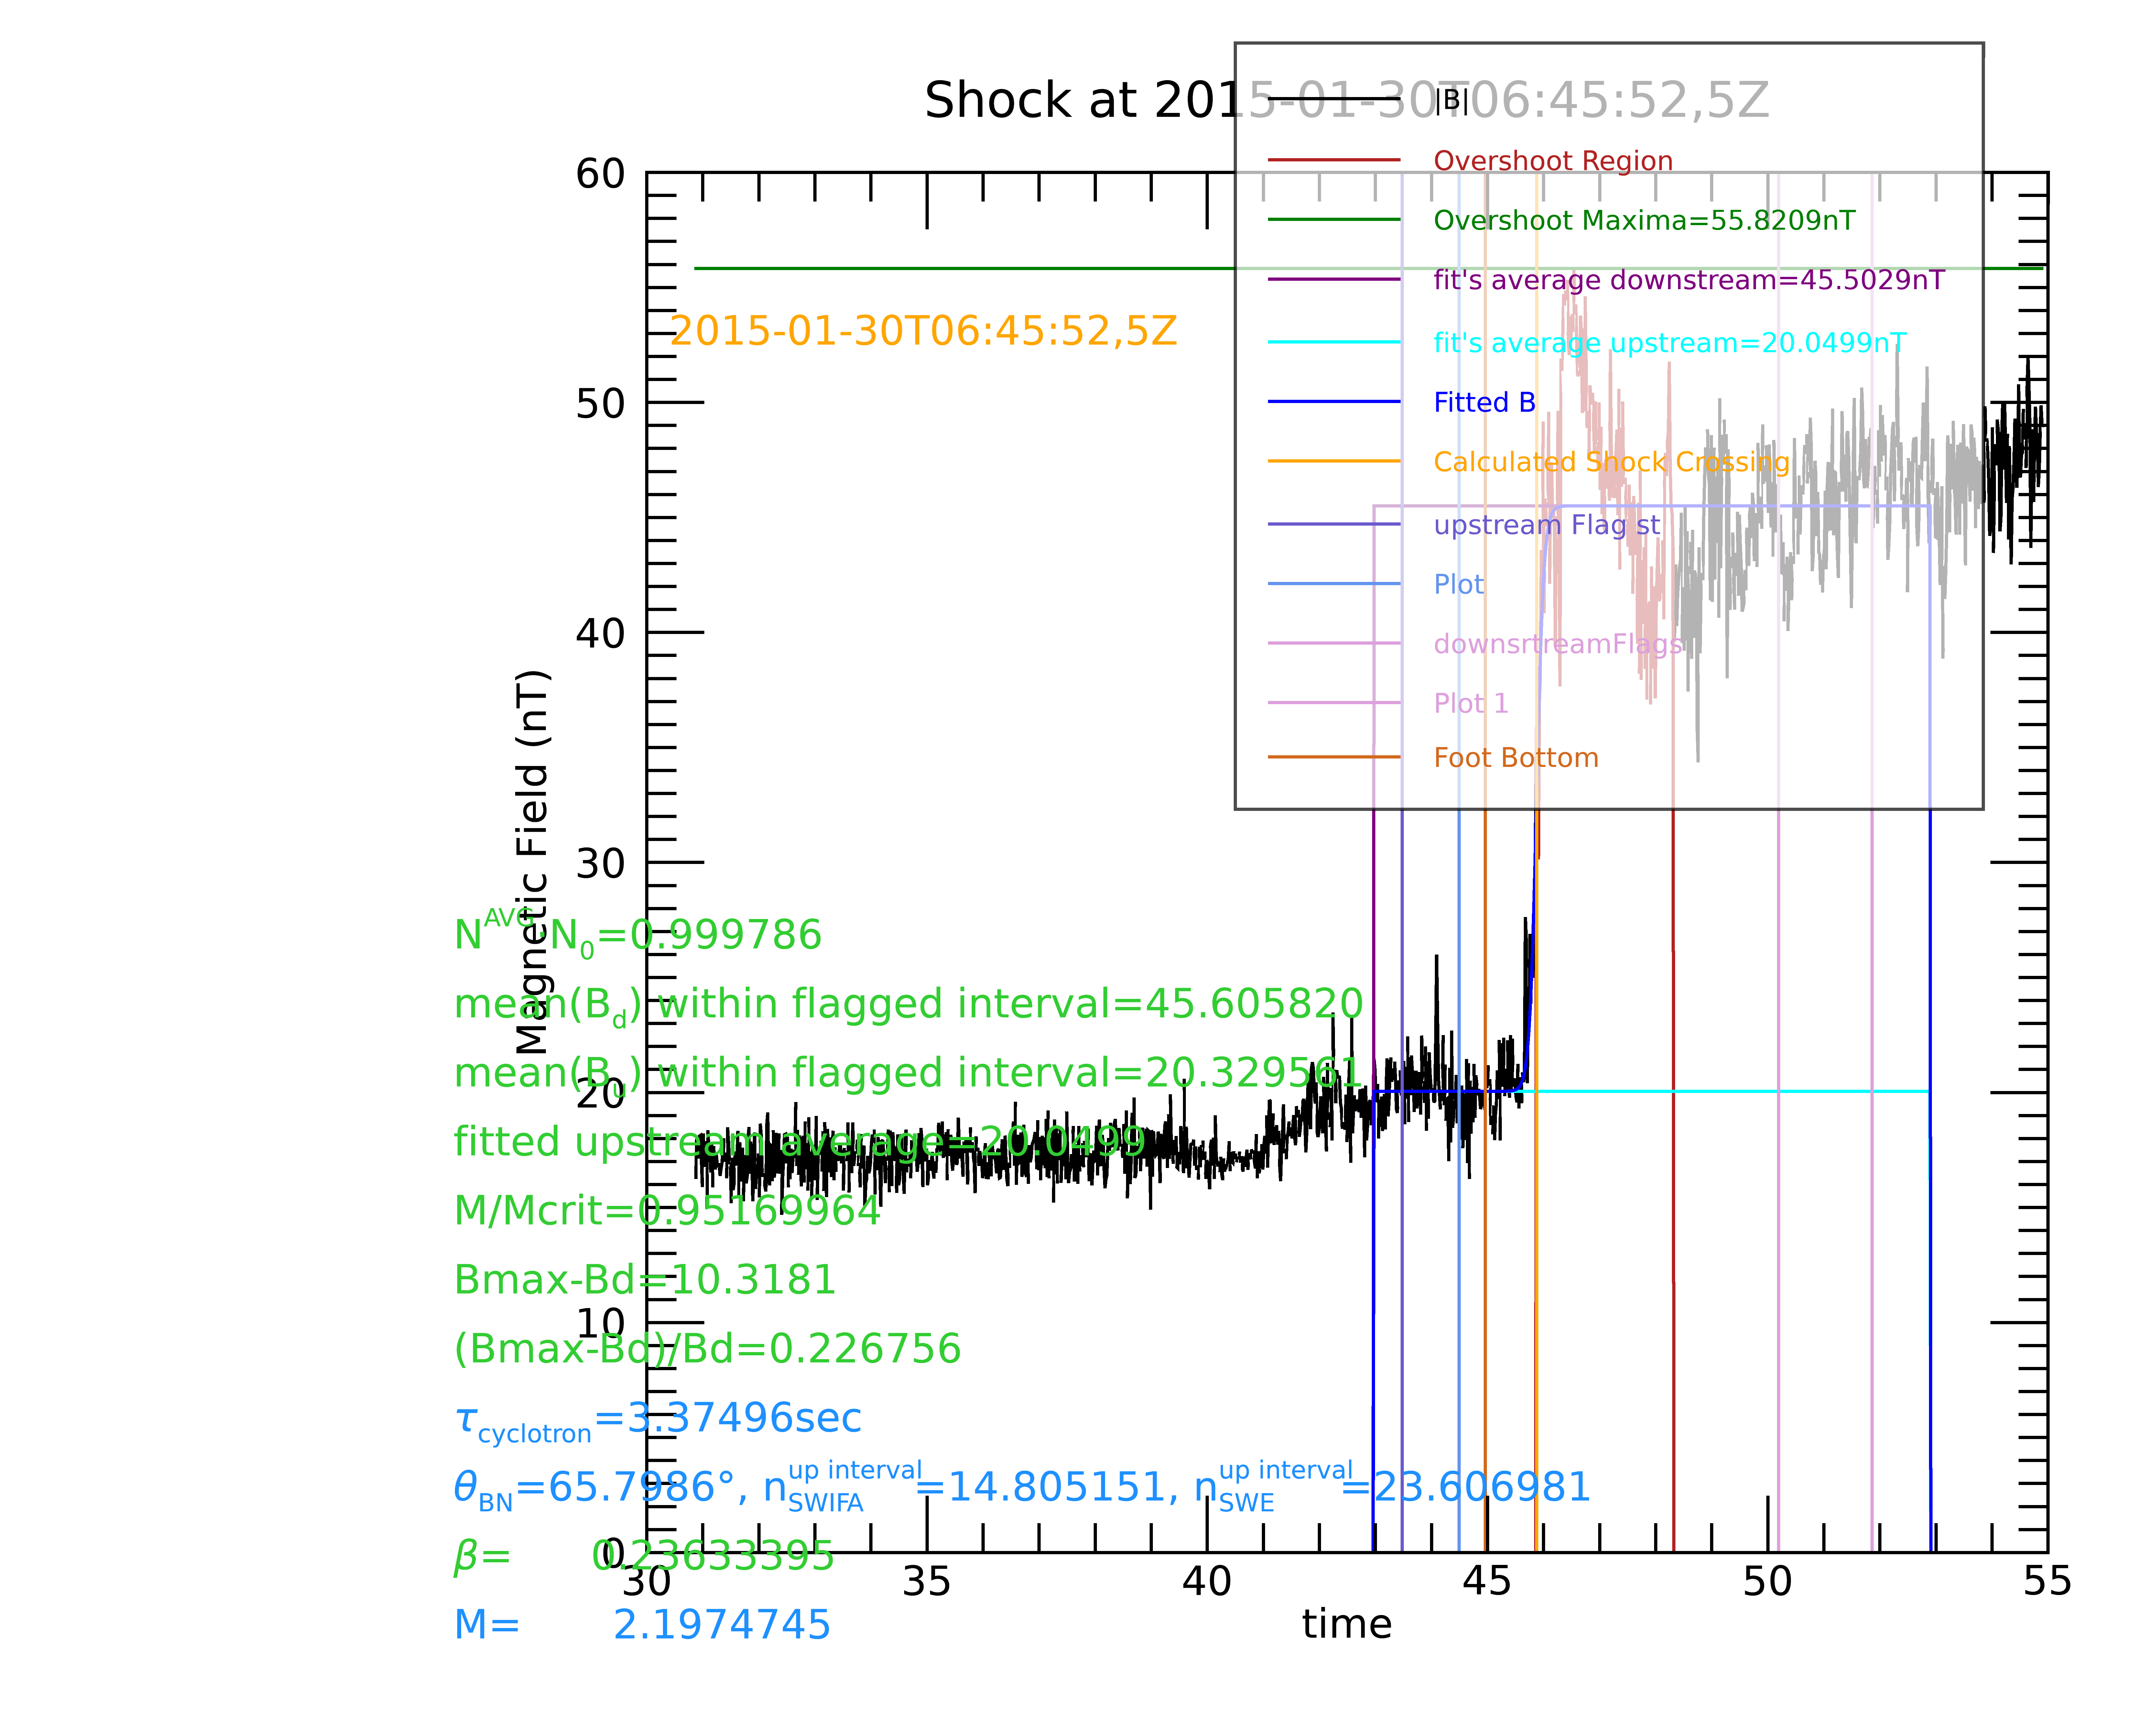 Shock at 2015-01-30T06:45:52,5Z
|B|
Overshoot Region
Overshoot Maxima=55.8209nT
fit's average downstream=45.5029nT
fit's average upstream=20.0499nT
Fitted B
Calculated Shock Crossing
upstream Flag st
Plot
downsrtreamFlags
Plot 1
Foot Bottom
2015-01-30T06:45:52,5Z
60
50
40
30
20
10
0
Magnetic Field (nT)
N^AVG·N_0=0.999786
mean(B_d) within flagged interval=45.605820
mean(B_u) within flagged interval=20.329561
fitted upstream average=20.0499
M/Mcrit=0.95169964
Bmax-Bd=10.3181
(Bmax-Bd)/Bd=0.226756
τ_cyclotron=3.37496sec
θ_BN=65.7986°, n_SWIFA^up interval=14.805151, n_SWE^up interval=23.606981
β= 0.23633395
M= 2.1974745
30 35 40 45 50 55
time